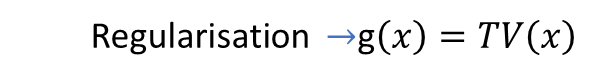 Regularisation →g(𝑥) = 𝑇𝑉(𝑥)